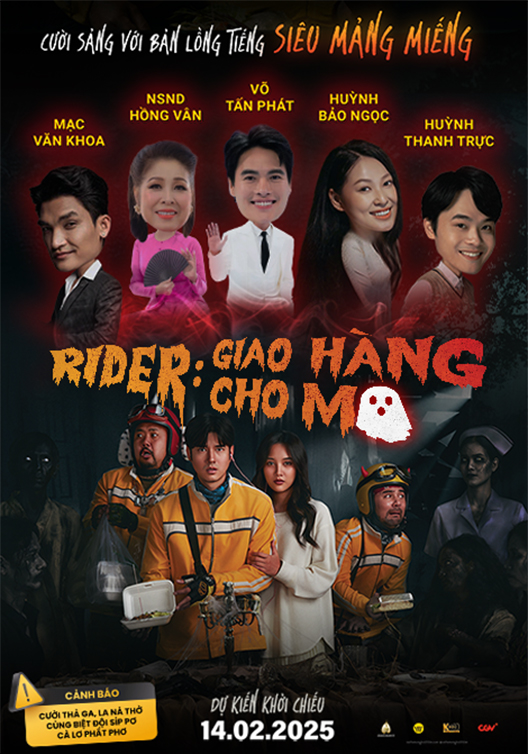 CƯỜI SẢNG VỚI BẢN LỒNG TIẾNG SIÊU MẢNG MIẾNG
MẠC
VĂN KHOA
NSND
HỒNG VÂN
VÕ
TẤN PHÁT
HUỲNH
BẢO NGỌC
HUỲNH
THANH TRỰC
RIDER: GIAO HÀNG
CHO MA
CẢNH BÁO
CƯỜI THẢ GA, LA NÁ THỞ
CÙNG BIỆT ĐỘI SÍP PƠ
CÀ LƠ PHẤT PHƠ
DỰ KIẾN KHỞI CHIẾU
14.02.2025
CGV